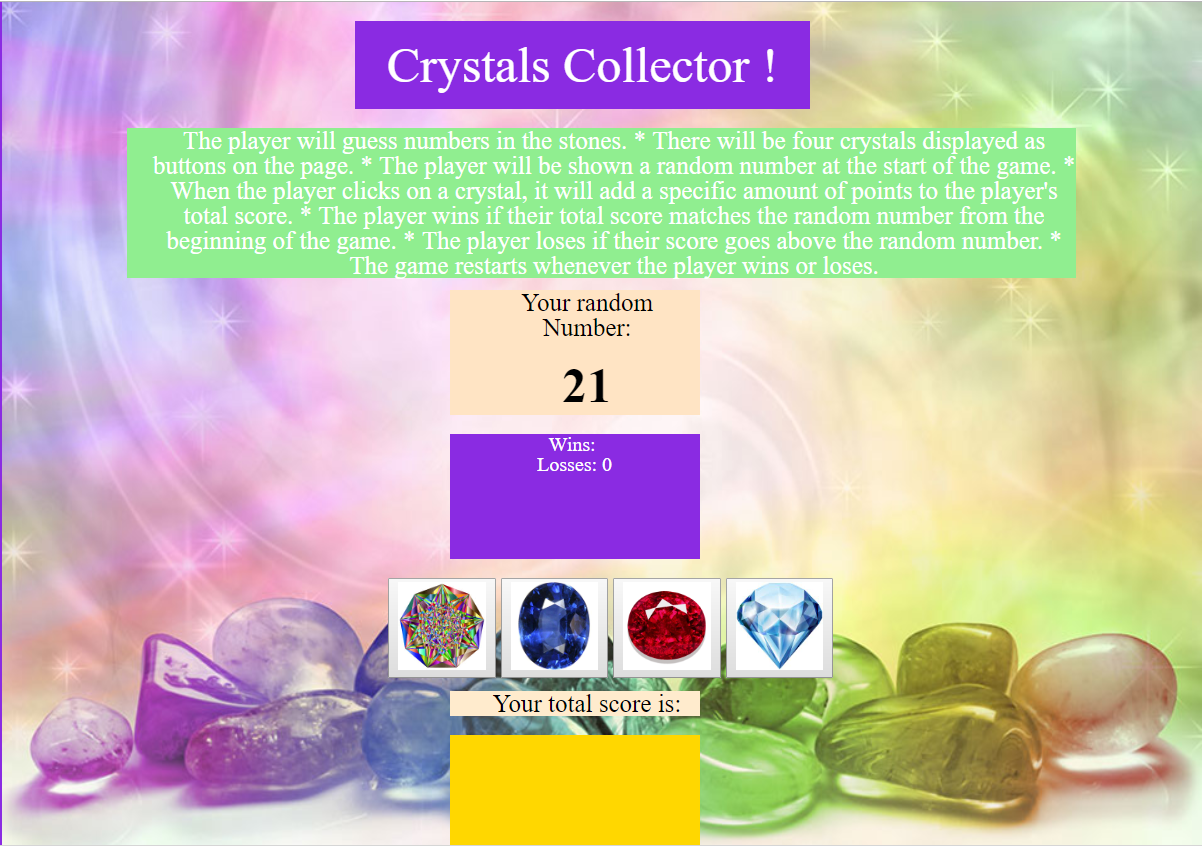 Crystals Collector !
The player will guess numbers in the stones. * There will be four crystals displayed as
buttons on the page. * The player will be shown a random number at the start of the game. *
When the player clicks on a crystal, it will add a specific amount of points to the player's
total score. * The player wins if their total score matches the random number from the
beginning of the game. * The player loses if their score goes above the random number. *
The game restarts whenever the player wins or loses.
Your random
Number:
21
Wins:
Losses: 0
Your total score is: